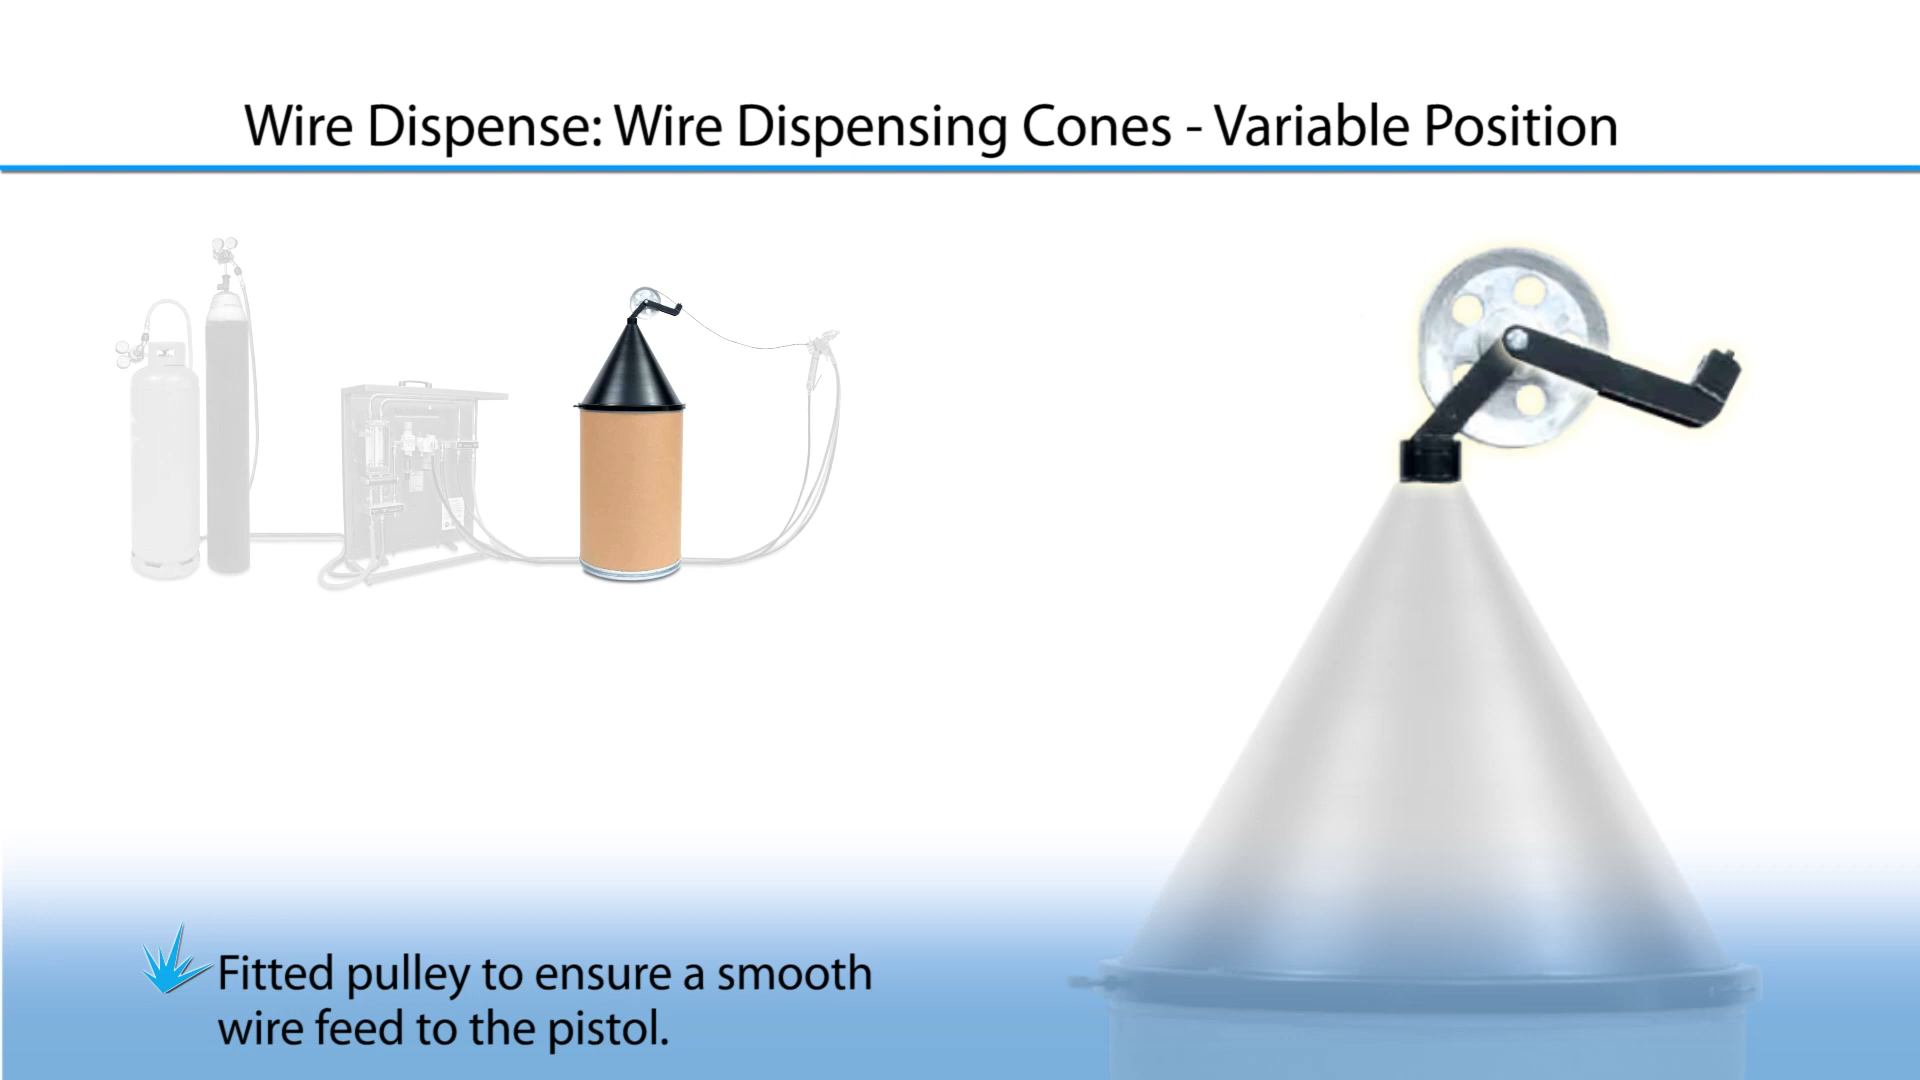 Wire Dispense: Wire Dispensing Cones - Variable Position
Fitted pulley to ensure a smooth
wire feed to the pistol.